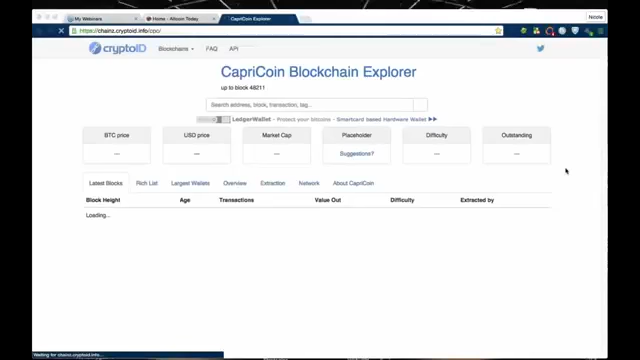 My Webinars
Home - Altcoin Today
CapriCoin Explorer
Nicole
https://chainz.cryptoid.info/cpc/
cryptoID
Blockchains
FAQ
API
CapriCoin Blockchain Explorer
up to block 48211
Search address, block, transaction, tag...
LedgerWallet - Protect your bitcoins - Smartcard based Hardware Wallet
BTC price
USD price
Market Cap
Placeholder
Difficulty
Outstanding
---
---
---
Suggestions?
---
---
Latest Blocks
Rich List
Largest Wallets
Overview
Extraction
Network
About CapriCoin
Block Height
Age
Transactions
Value Out
Difficulty
Extracted by
Loading...
Waiting for chainz.cryptoid.info...